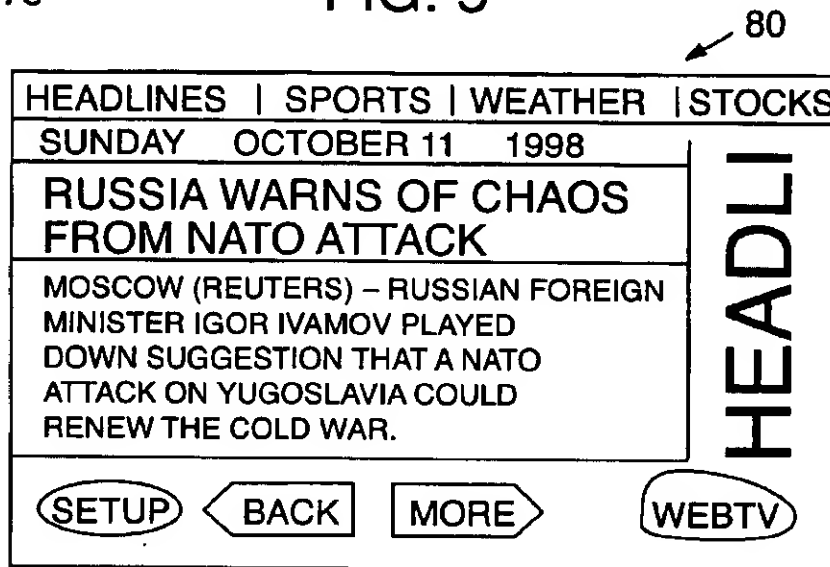 80
HEADLINES | SPORTS | WEATHER | STOCKS
SUNDAY OCTOBER 11 1998
RUSSIA WARNS OF CHAOS
FROM NATO ATTACK
MOSCOW (REUTERS) – RUSSIAN FOREIGN
MINISTER IGOR IVAMOV PLAYED
DOWN SUGGESTION THAT A NATO
ATTACK ON YUGOSLAVIA COULD
RENEW THE COLD WAR.
HEADLI
SETUP BACK MORE WEBTV